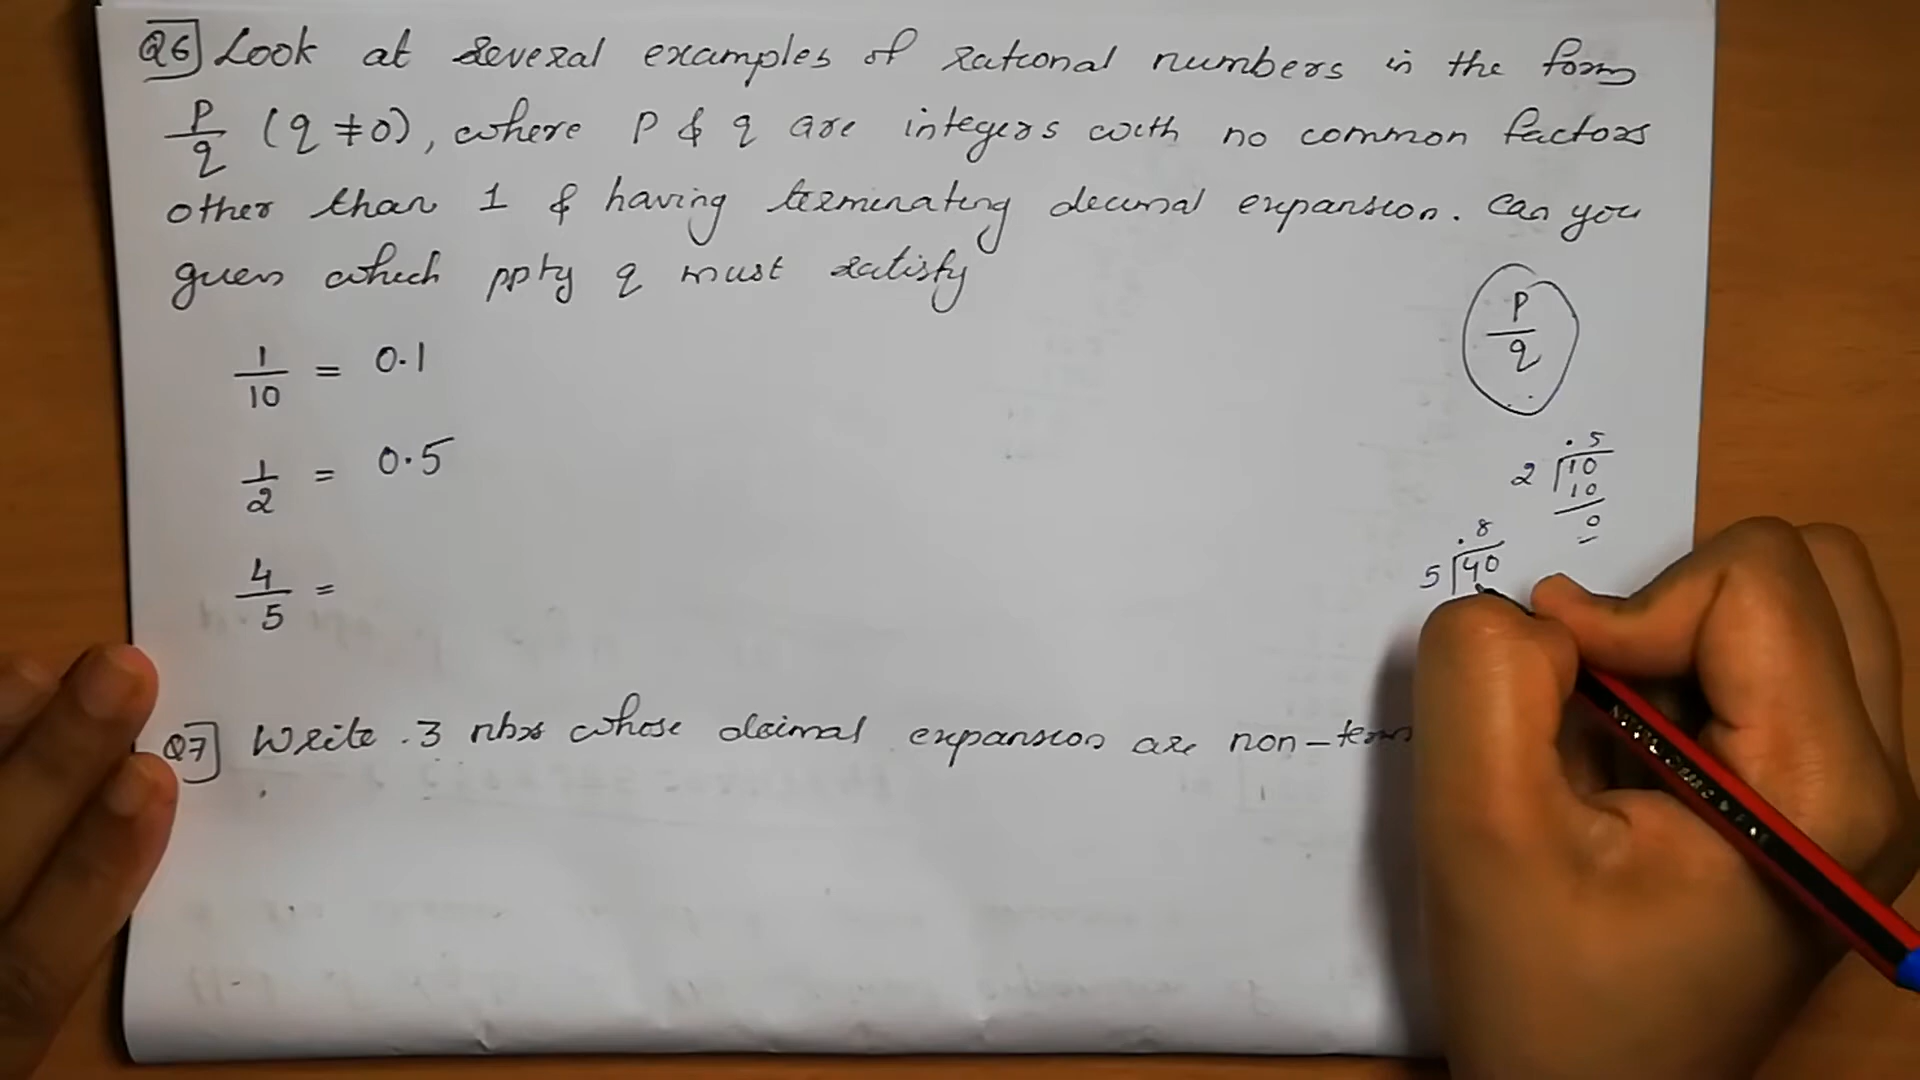 Q6 Look at several examples of rational numbers in the form
P/q (q ≠ 0), where P & q are integers with no common factors
other than 1 & having terminating decimal expansion. Can you
guess which ppty q must satisfy
P/q
1/10 = 0.1
1/2 = 0.5
.5
2 10
10
0
4/5 =
.8
5 40
Q7 Write 3 nbrs whose decimal expansion are non-term